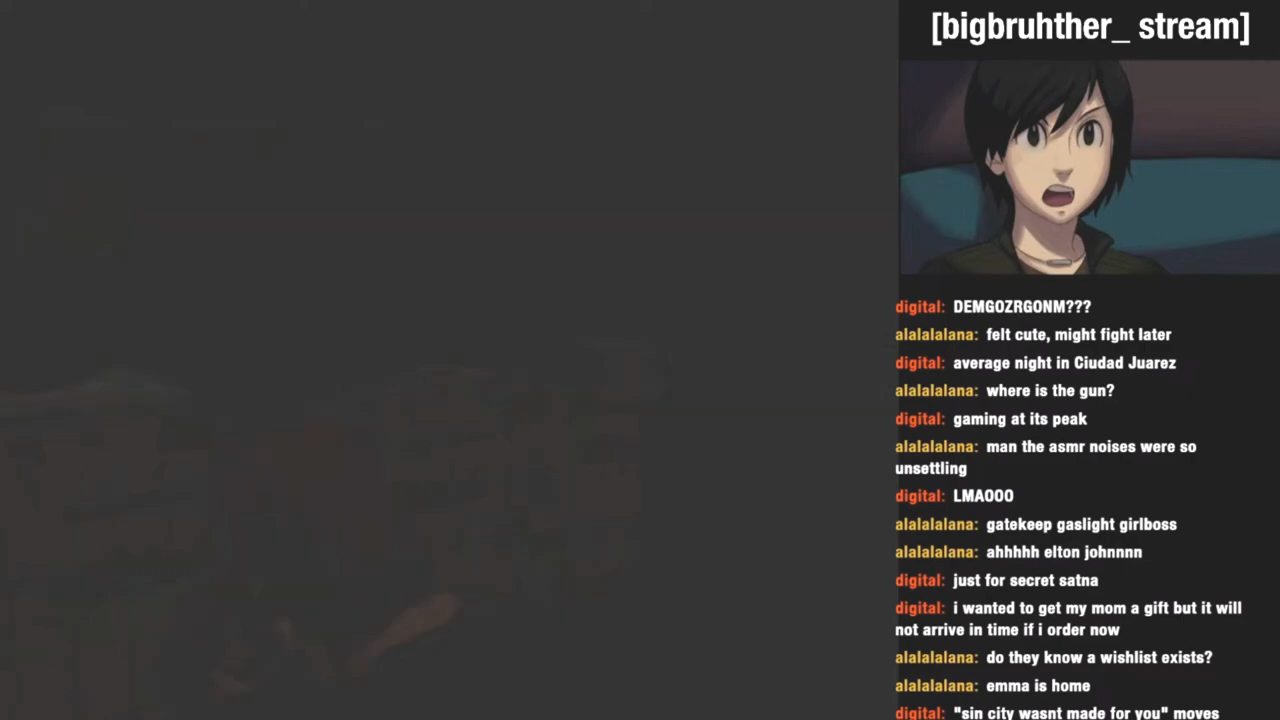 [bigbruhther_ stream]
digital: DEMGOZRGONM???
alalalalana: felt cute, might fight later
digital: average night in Ciudad Juarez
alalalalana: where is the gun?
digital: gaming at its peak
alalalalana: man the asmr noises were so
unsettling
digital: LMAOOO
alalalalana: gatekeep gaslight girlboss
alalalalana: ahhhhh elton johnnnn
digital: just for secret satna
digital: i wanted to get my mom a gift but it will
not arrive in time if i order now
alalalalana: do they know a wishlist exists?
alalalalana: emma is home
digital: "sin city wasnt made for you" moves